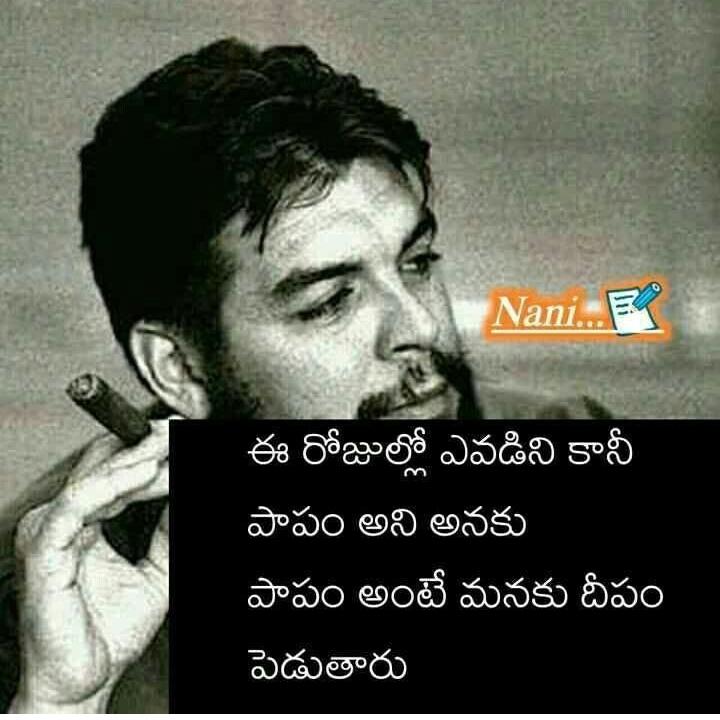 Nani...
ఈ రోజుల్లో ఎవడిని కానీ
పాపం అని అనకు
పాపం అంటే మనకు దీపం
పెడుతారు